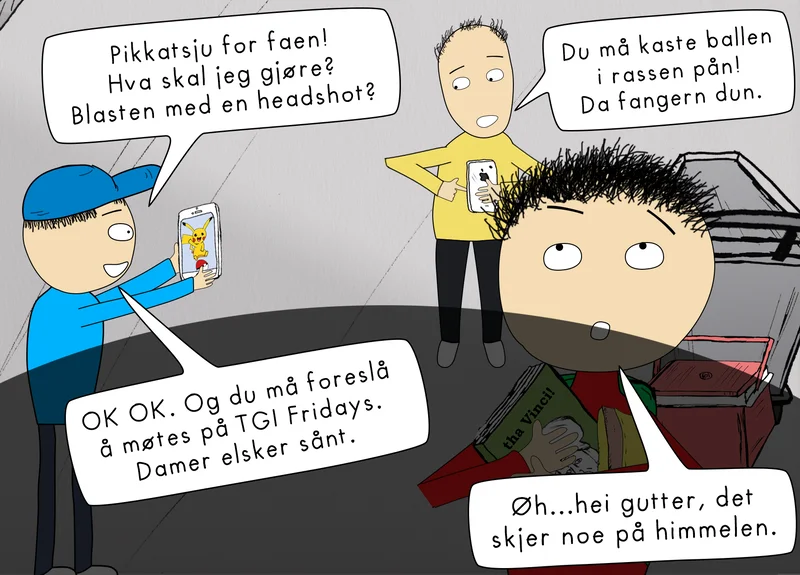 Pikkatsju for faen!
Hva skal jeg gjøre?
Blasten med en headshot?
Du må kaste ballen
i rassen pån!
Da fangern dun.
OK OK. Og du må foreslå
å møtes på TGI Fridays.
Damer elsker sånt.
tha Vinci!
Øh...hei gutter, det
skjer noe på himmelen.